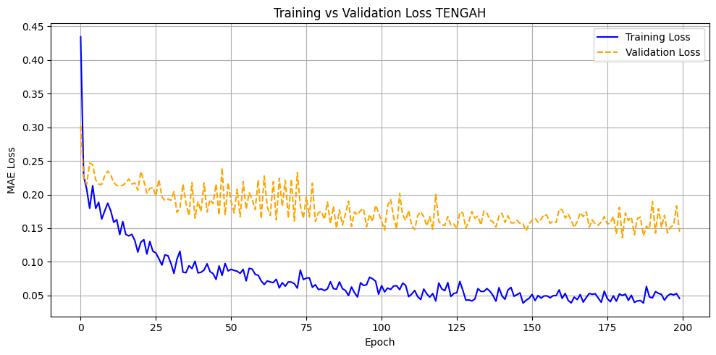 Training vs Validation Loss TENGAH
0.45
0.40
0.35
0.30
0.25
0.20
0.15
0.10
0.05
MAE Loss
Training Loss
Validation Loss
0 25 50 75 100 125 150 175 200
Epoch